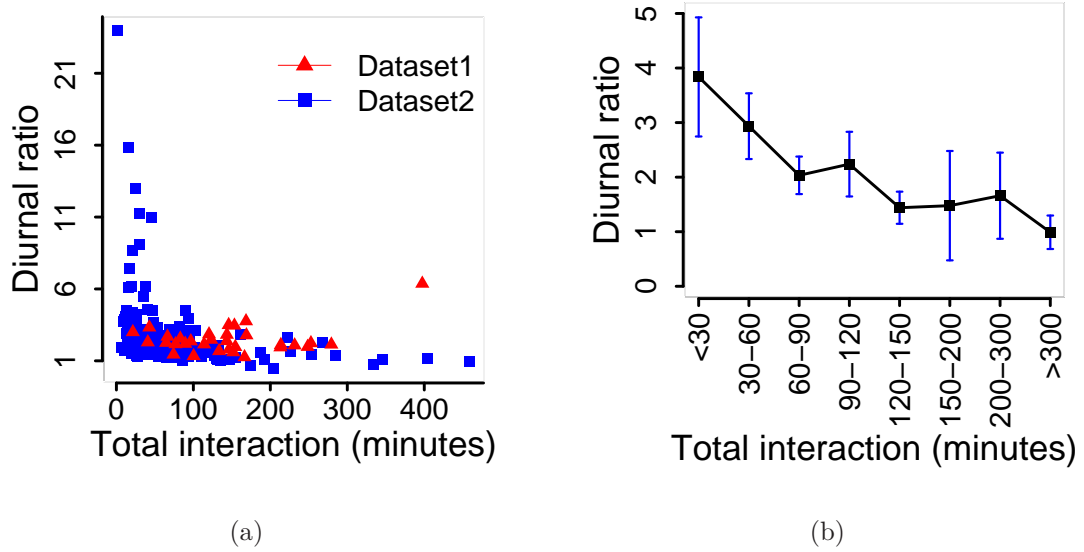 Diurnal ratio
1 6 11 16 21
Dataset1
Dataset2
0 100 200 300 400
Total interaction (minutes)
(a)
Diurnal ratio
0 1 2 3 4 5
<30 30−60 60−90 90−120 120−150 150−200 200−300 >300
Total interaction (minutes)
(b)